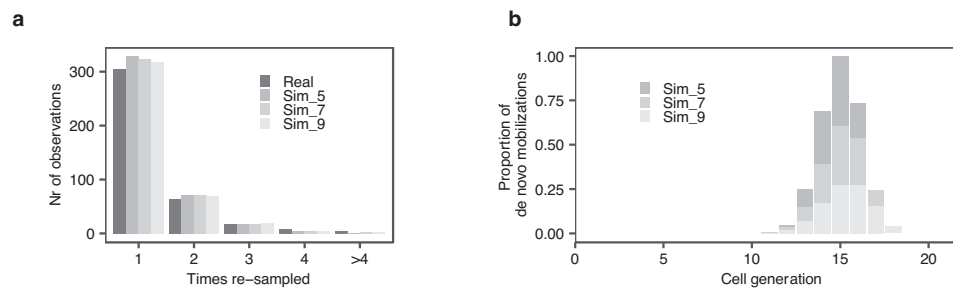 a
Nr of observations
300
200
100
0
Real
Sim_5
Sim_7
Sim_9
1 2 3 4 >4
Times re-sampled
b
Proportion of
de novo mobilizations
1.00
0.75
0.50
0.25
0.00
Sim_5
Sim_7
Sim_9
0 5 10 15 20
Cell generation